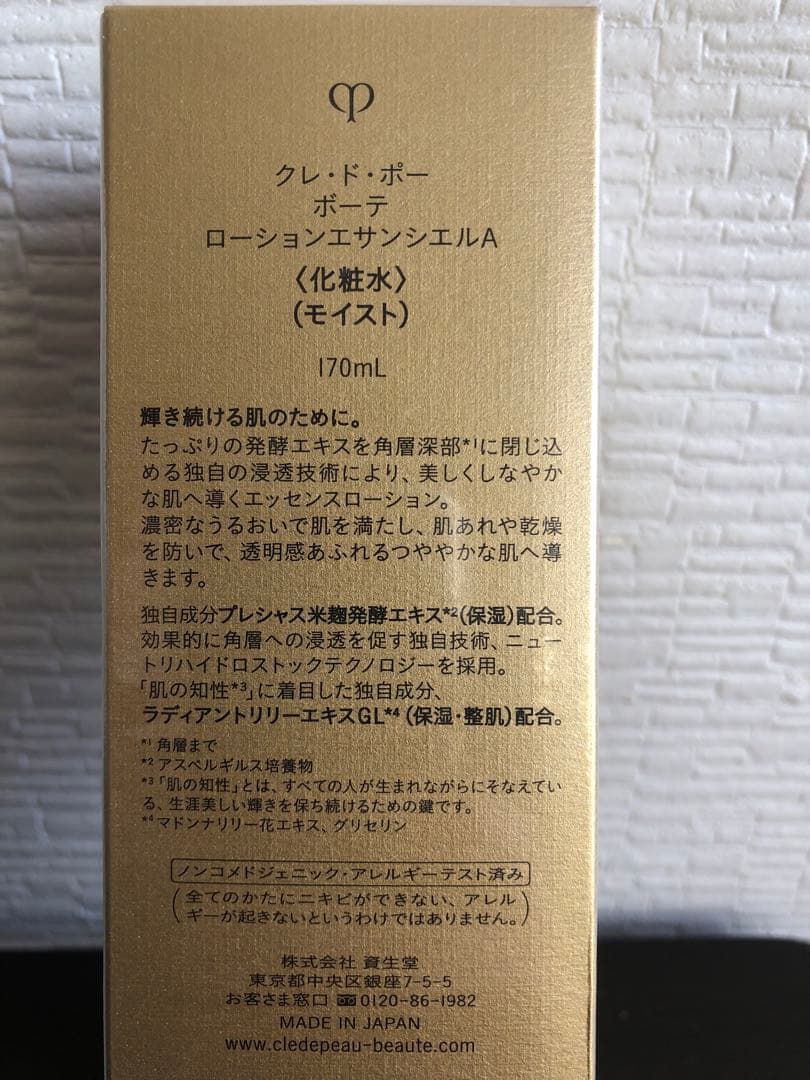 クレ・ド・ポー
ボーテ
ローションエサンシエルA
〈化粧水〉
(モイスト)
170mL
輝き続ける肌のために。
たっぷりの発酵エキスを角層深部*1に閉じ込
める独自の浸透技術により、美しくしなやか
な肌へ導くエッセンスローション。
濃密なうるおいで肌を満たし、肌あれや乾燥
を防いで、透明感あふれるつややかな肌へ導
きます。
独自成分プレシャス米麹発酵エキス*2(保湿)配合。
効果的に角層への浸透を促す独自技術、ニュー
トリハイドロストックテクノロジーを採用。
「肌の知性*3」に着目した独自成分、
ラディアントリリーエキスGL*4(保湿・整肌)配合。
*1 角層まで
*2 アスペルギルス培養物
*3「肌の知性」とは、すべての人が生まれながらにそなえてい
る、生涯美しい輝きを保ち続けるための鍵です。
*4 マドンナリリー花エキス、グリセリン
ノンコメドジェニック・アレルギーテスト済み
(全てのかたにニキビができない、アレル
ギーが起きないというわけではありません。)
株式会社 資生堂
東京都中央区銀座7-5-5
お客さま窓口 0120-86-1982
MADE IN JAPAN
www.cledepeau-beaute.com